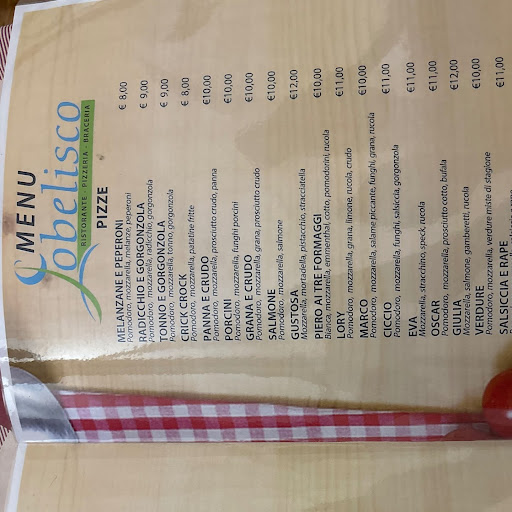 MENU
Lobelisco
RISTORANTE - PIZZERIA - BRACERIA
PIZZE
MELANZANE E PEPERONI € 8,00
Pomodoro, mozzarella, melanze, peperoni
RADICCHIO E GORGONZOLA € 9,00
Pomodoro, mozzarella, radicchio, gorgonzola
TONNO E GORGONZOLA € 9,00
Pomodoro, mozzarella, tonno, gorgonzola
CRICK CROCK € 8,00
Pomodoro, mozzarella, patatine fritte
PANNA E CRUDO €10,00
Pomodoro, mozzarella, prosciutto crudo, panna
PORCINI €10,00
Pomodoro, mozzarella, funghi porcini
GRANA E CRUDO €10,00
Pomodoro, mozzarella, grana, prosciutto crudo
SALMONE €10,00
Pomodoro, mozzarella, salmone
GUSTOSA €12,00
Mozzarella, mortadella, pistacchio, stracciatella
PIERO AI TRE FORMAGGI €10,00
Bianca, mozzarella, emmenthal, cotto, pomodorini, rucola
LORY €11,00
Pomodoro, mozzarella, grana, limone, rucola, crudo
MARCO €10,00
Pomodoro, mozzarella, salame piccante, funghi, grana, rucola
CICCIO €11,00
Pomodoro, mozzarella, funghi, salsiccia, gorgonzola
EVA €11,00
Mozzarella, stracchino, speck, rucola
OSCAR €11,00
Pomodoro, mozzarella, prosciutto cotto, bufala
GIULIA €12,00
Mozzarella, salmone, gamberetti, rucola
VERDURE €10,00
Pomodoro, mozzarella, verdure miste di stagione
SALSICCIA E RAPE €11,00